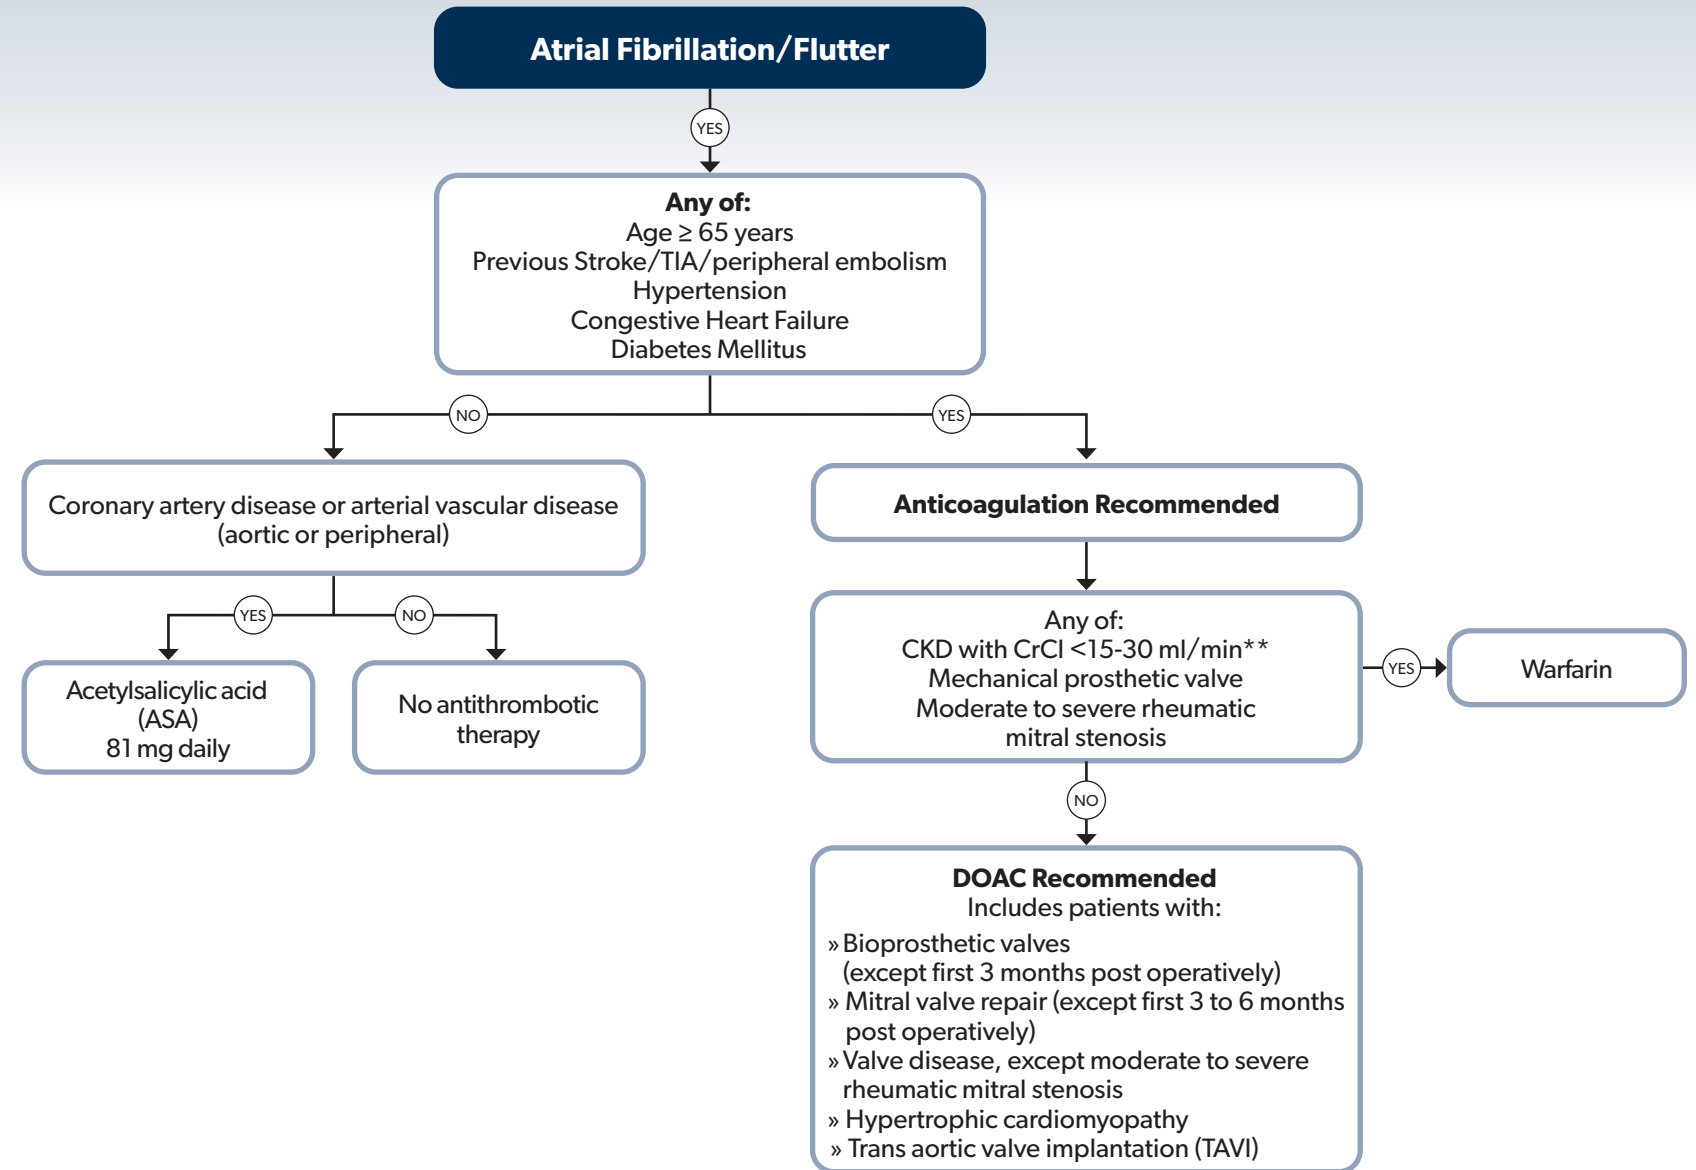 Atrial Fibrillation/Flutter
YES
Any of:
Age ≥ 65 years
Previous Stroke/TIA/peripheral embolism
Hypertension
Congestive Heart Failure
Diabetes Mellitus
NO
YES
Coronary artery disease or arterial vascular disease
(aortic or peripheral)
YES
NO
Acetylsalicylic acid
(ASA)
81 mg daily
No antithrombotic
therapy
Anticoagulation Recommended
Any of:
CKD with CrCl <15-30 ml/min**
Mechanical prosthetic valve
Moderate to severe rheumatic
mitral stenosis
YES
Warfarin
NO
DOAC Recommended
Includes patients with:
» Bioprosthetic valves
(except first 3 months post operatively)
» Mitral valve repair (except first 3 to 6 months
post operatively)
» Valve disease, except moderate to severe
rheumatic mitral stenosis
» Hypertrophic cardiomyopathy
» Trans aortic valve implantation (TAVI)